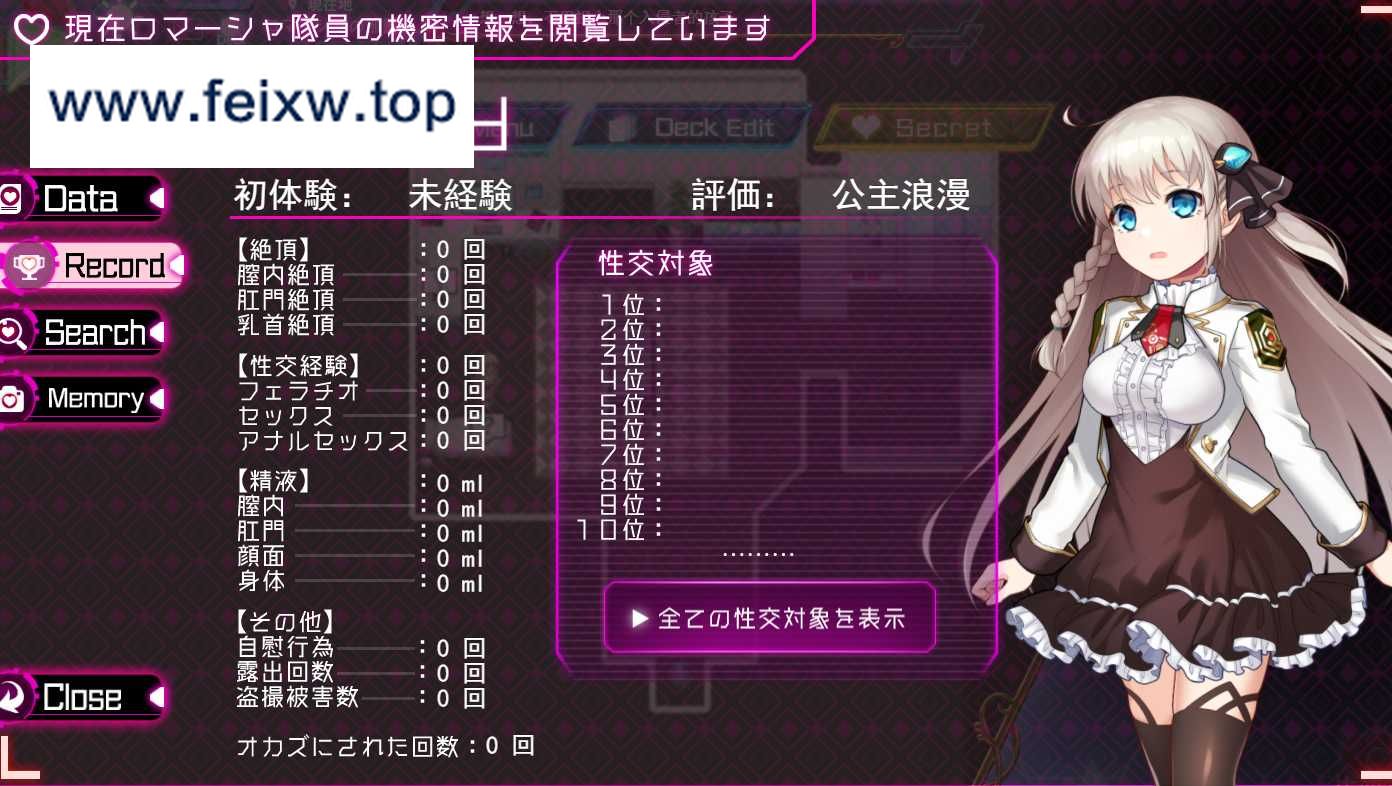 現在ロマーシャ隊員の機密情報を閲覧しています
www.feixw.top
Menu
Deck Edit
Secret
Data
Record
Search
Memory
Close
初体験： 未経験
評価： 公主浪漫
【絶頂】 ：0 回
膣内絶頂 ：0 回
肛門絶頂 ：0 回
乳首絶頂 ：0 回
【性交経験】 ：0 回
フェラチオ ：0 回
セックス ：0 回
アナルセックス ：0 回
【精液】 ：0 ml
膣内 ：0 ml
肛門 ：0 ml
顔面 ：0 ml
身体 ：0 ml
【その他】
自慰行為 ：0 回
露出回数 ：0 回
盗撮被害数 ：0 回
オカズにされた回数：0 回
性交対象
1位：
2位：
3位：
4位：
5位：
6位：
7位：
8位：
9位：
10位：
………
▶全ての性交対象を表示